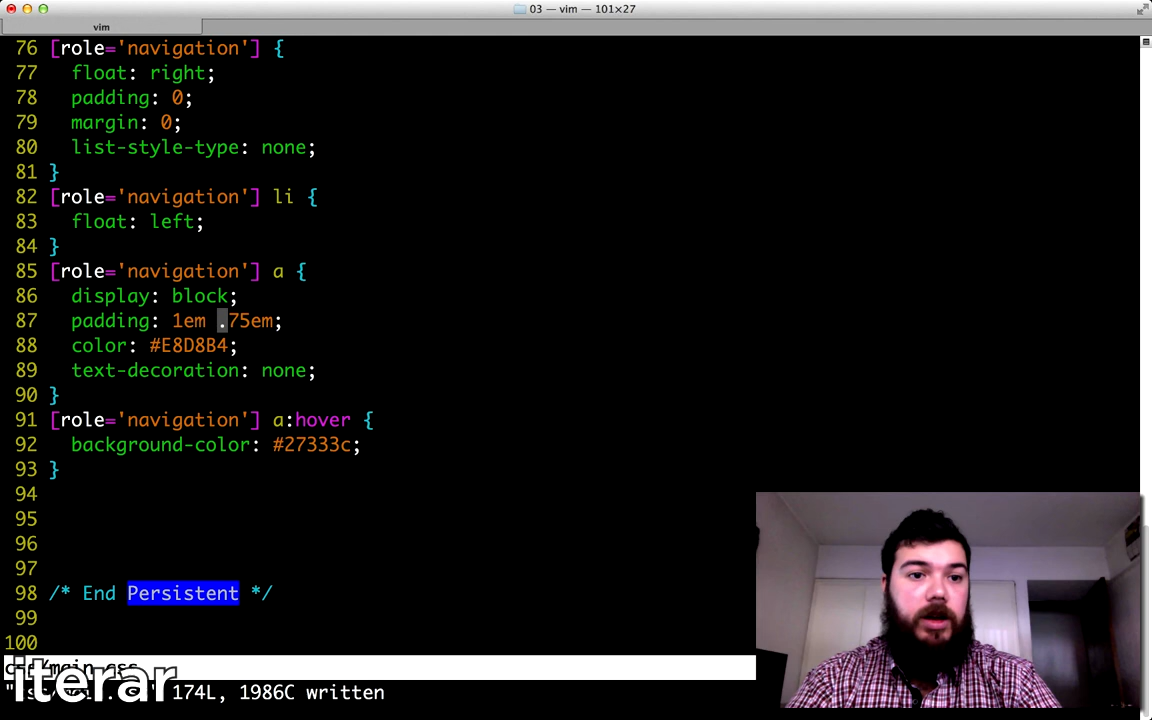 03 — vim — 101×27
vim
76 [role='navigation'] {
77 float: right;
78 padding: 0;
79 margin: 0;
80 list-style-type: none;
81 }
82 [role='navigation'] li {
83 float: left;
84 }
85 [role='navigation'] a {
86 display: block;
87 padding: 1em .75em;
88 color: #E8D8B4;
89 text-decoration: none;
90 }
91 [role='navigation'] a:hover {
92 background-color: #27333c;
93 }
94
95
96
97
98 /* End Persistent */
99
100
iterar
174L, 1986C written